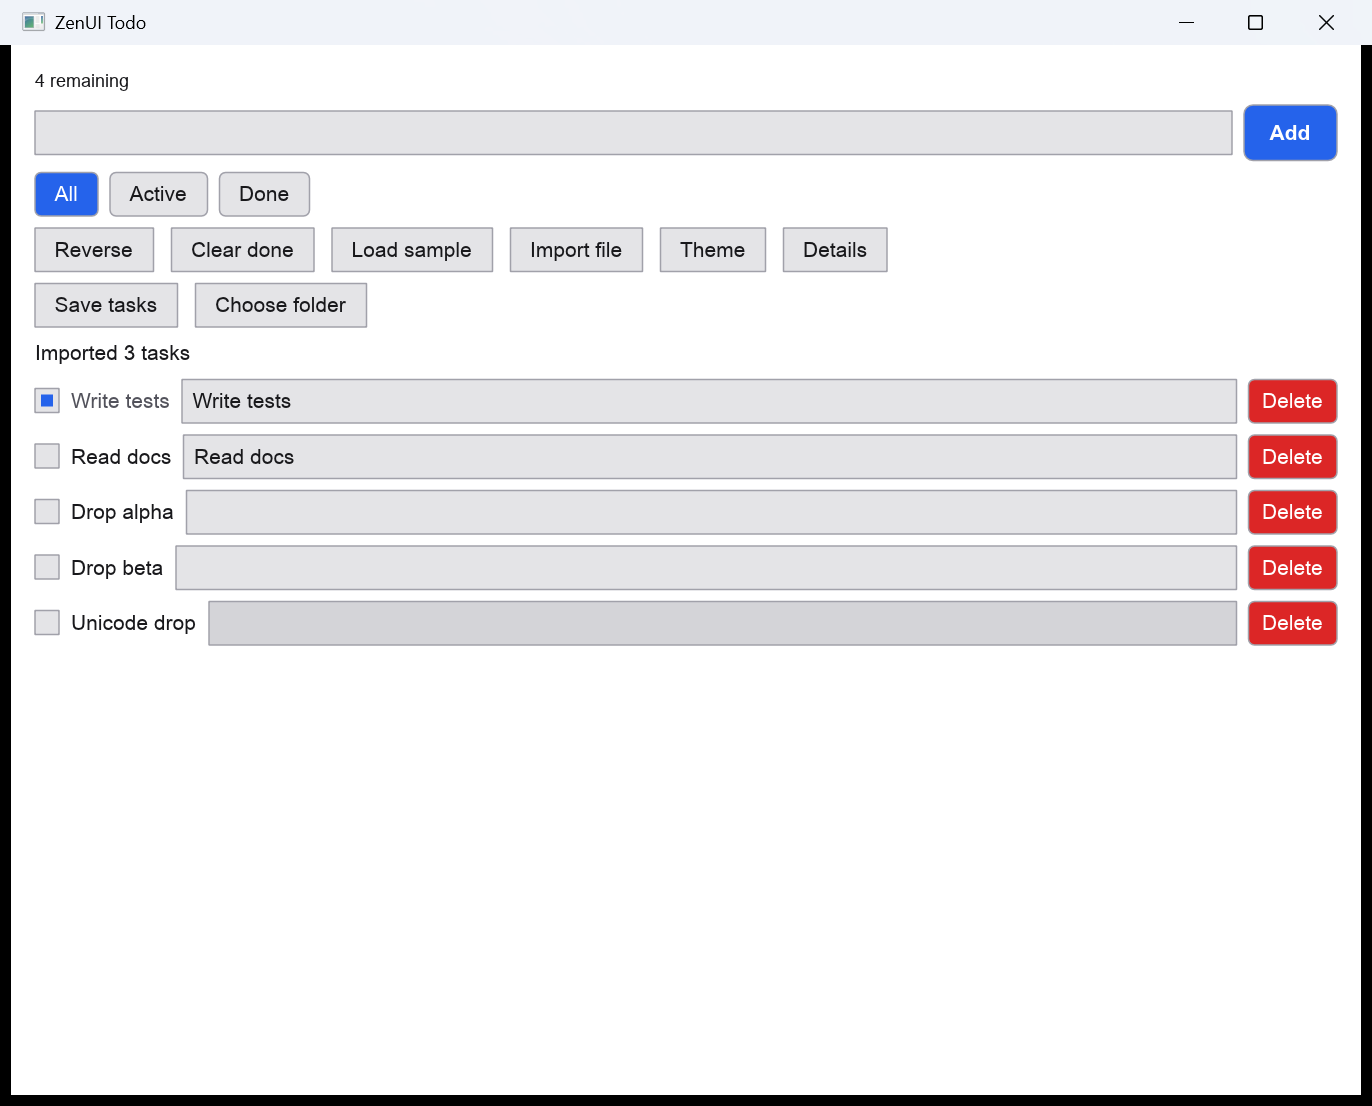 ZenUI Todo
4 remaining
Add
All Active Done
Reverse Clear done Load sample Import file Theme Details
Save tasks Choose folder
Imported 3 tasks
Write tests Write tests Delete
Read docs Read docs Delete
Drop alpha Delete
Drop beta Delete
Unicode drop Delete